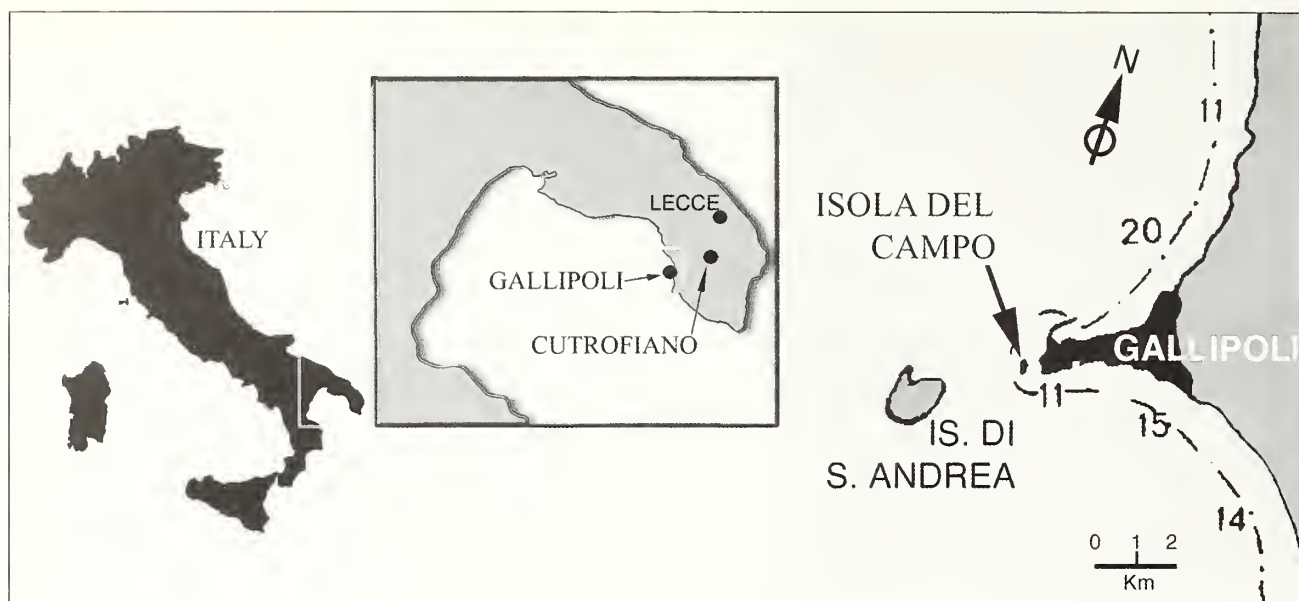 ITALY
LECCE
GALLIPOLI
CUTROFIANO
N
11
20
ISOLA DEL
CAMPO
GALLIPOLI
11
15
IS. DI
S. ANDREA
14
0 1 2
Km